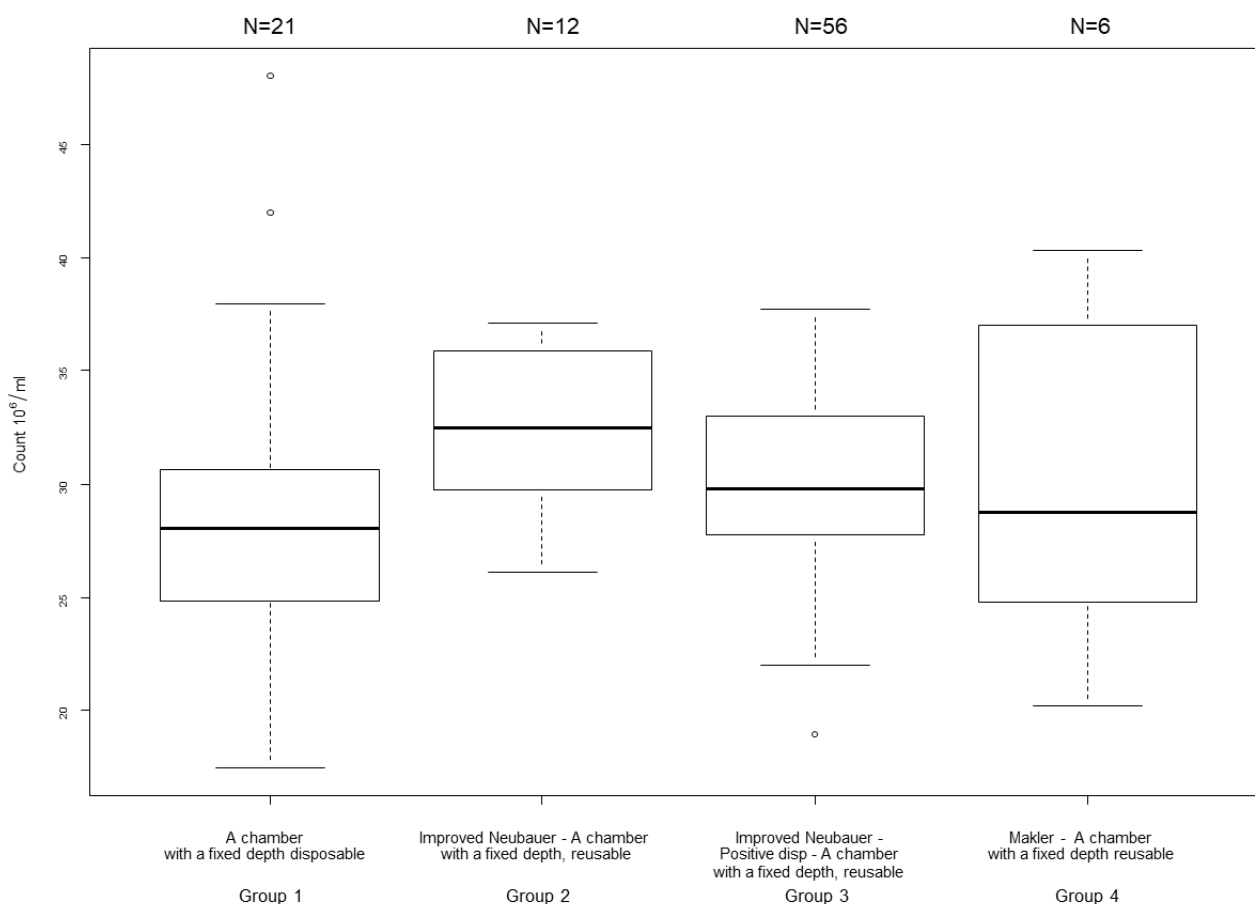 N=21 N=12 N=56 N=6
45
40
35
30
25
20
Count 10⁶/ml
A chamber
with a fixed depth disposable
Improved Neubauer - A chamber
with a fixed depth, reusable
Improved Neubauer -
Positive disp - A chamber
with a fixed depth, reusable
Makler - A chamber
with a fixed depth reusable
Group 1 Group 2 Group 3 Group 4